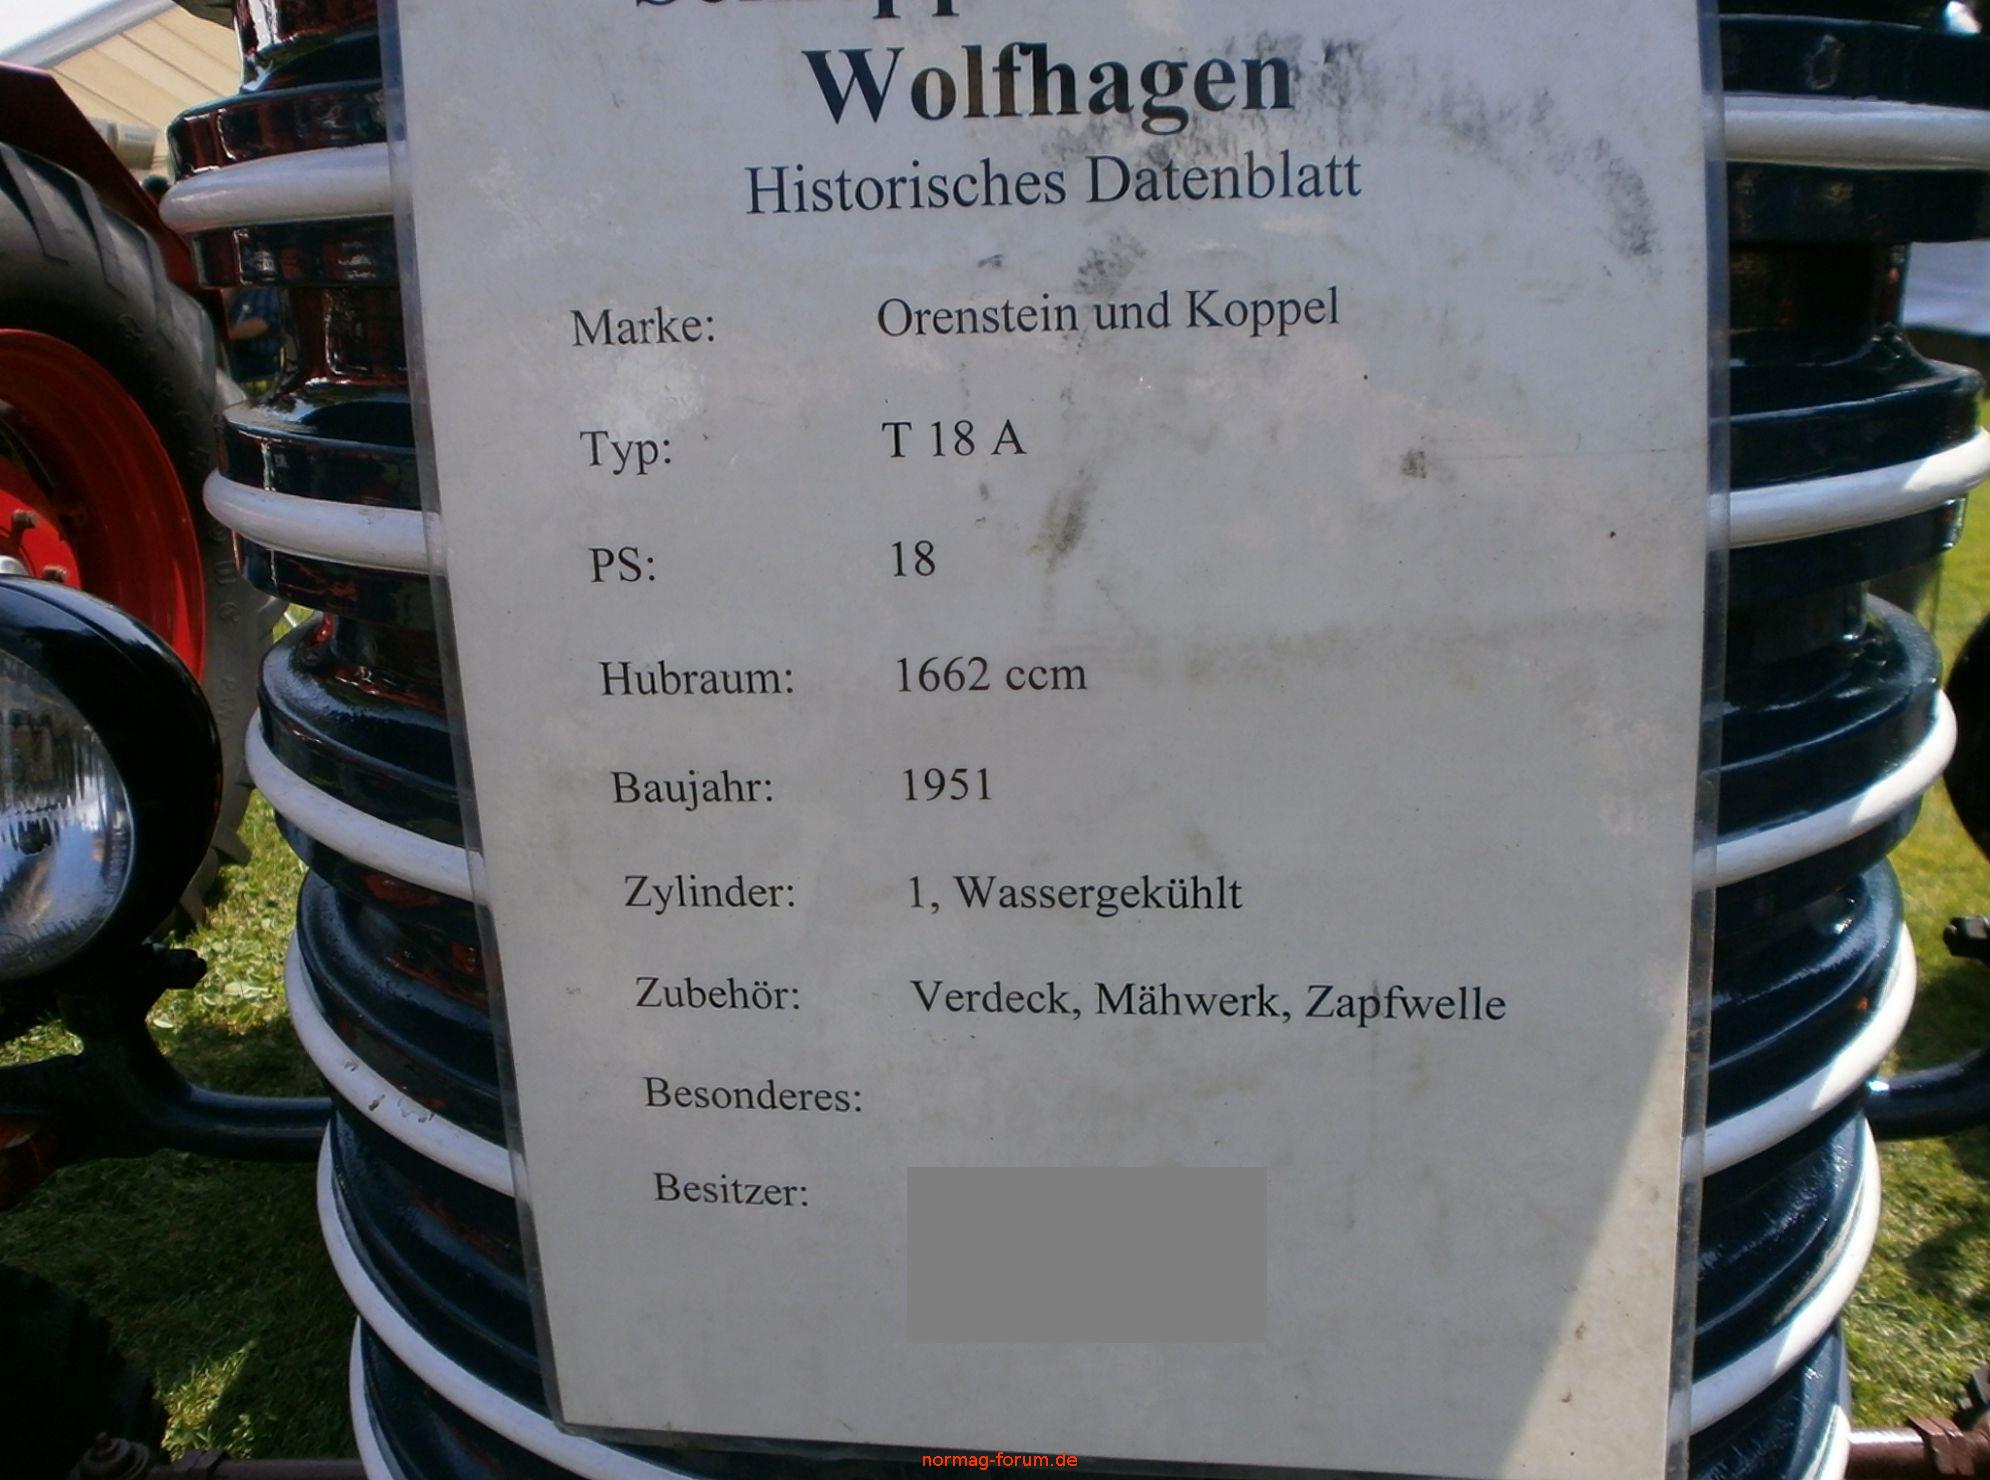 Wolfhagen
Historisches Datenblatt
Marke: Orenstein und Koppel
Typ: T 18 A
PS: 18
Hubraum: 1662 ccm
Baujahr: 1951
Zylinder: 1, Wassergekühlt
Zubehör: Verdeck, Mähwerk, Zapfwelle
Besonderes:
Besitzer:
normag-forum.de